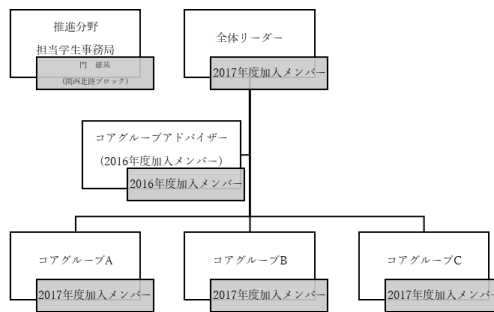 推進分野
担当学生事務局
(関西北陸ブロック)
全体リーダー
2017年度加入メンバー
コアグループアドバイザー
(2016年度加入メンバー)
2016年度加入メンバー
コアグループA
2017年度加入メンバー
コアグループB
2017年度加入メンバー
コアグループC
2017年度加入メンバー